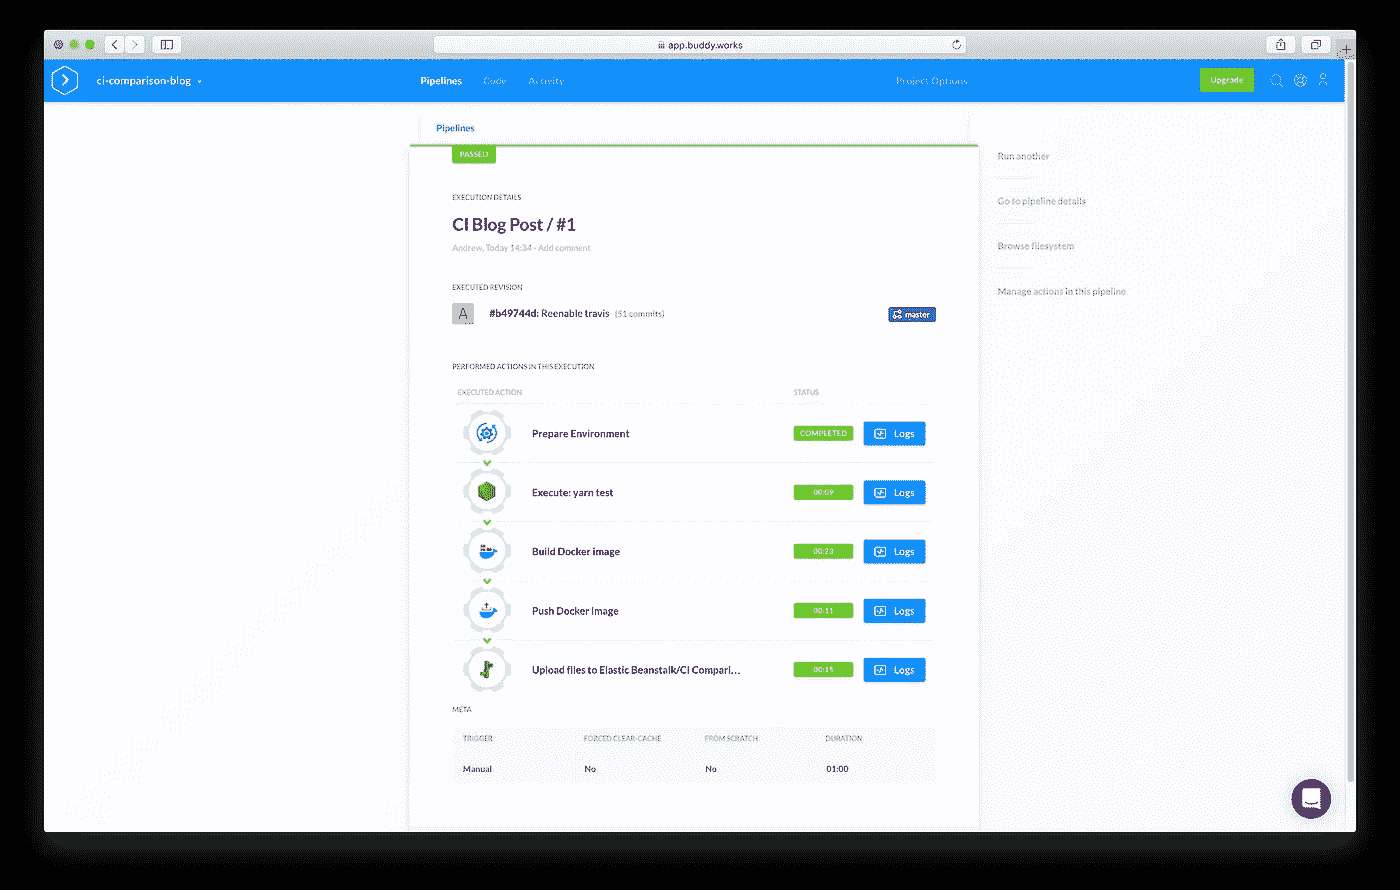 app.buddy.works
ci-comparison-blog
Pipelines Code Activity Project Options Upgrade
Pipelines
PASSED
Run another
EXECUTION DETAILS
Go to pipeline details
CI Blog Post / #1
Andrew, Today 14:34 · Add comment
Browse filesystem
EXECUTED REVISION
Manage actions in this pipeline
A #b49744d: Reenable travis (51 commits) master
PERFORMED ACTIONS IN THIS EXECUTION
EXECUTED ACTION STATUS
Prepare Environment COMPLETED Logs
Execute: yarn test 00:09 Logs
Build Docker image 00:23 Logs
Push Docker image 00:11 Logs
Upload files to Elastic Beanstalk/CI Compari... 00:15 Logs
META
TRIGGER FORCED CLEAR-CACHE FROM SCRATCH DURATION
Manual No No 01:00